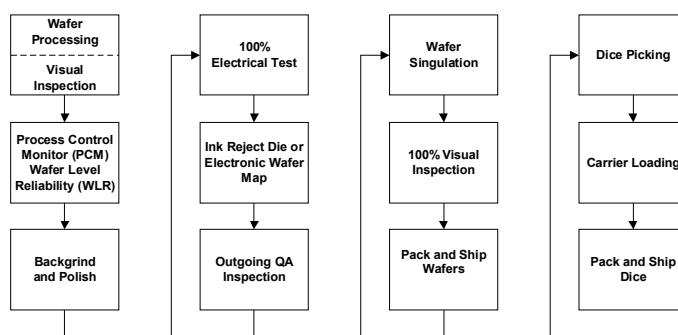 Wafer
Processing
Visual
Inspection
Process Control
Monitor (PCM)
Wafer Level
Reliability (WLR)
Backgrind
and Polish
100%
Electrical Test
Ink Reject Die or
Electronic Wafer
Map
Outgoing QA
Inspection
Wafer
Singulation
100% Visual
Inspection
Pack and Ship
Wafers
Dice Picking
Carrier Loading
Pack and Ship
Dice